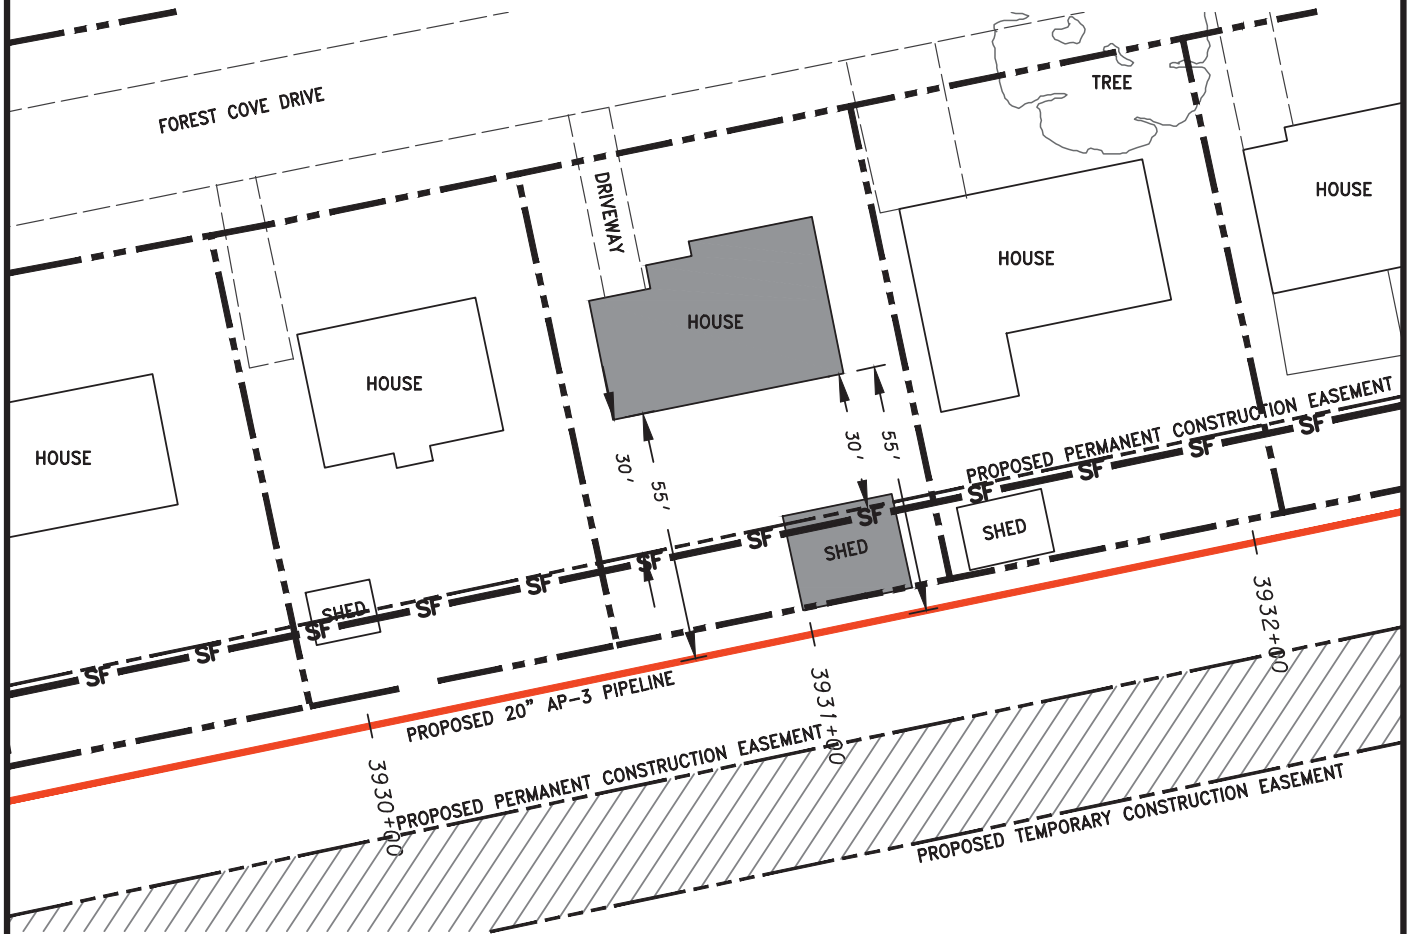 FOREST COVE DRIVE
TREE
DRIVEWAY
HOUSE
HOUSE
HOUSE
HOUSE
HOUSE
30'
55'
30'
55'
PROPOSED PERMANENT CONSTRUCTION EASEMENT
SF
SF
SF
SF
SF
SF
SF
SF
SF
SF
SF
SF
SHED
SHED
SHED
3932+00
3931+00
3930+00
PROPOSED 20" AP-3 PIPELINE
PROPOSED PERMANENT CONSTRUCTION EASEMENT
PROPOSED TEMPORARY CONSTRUCTION EASEMENT